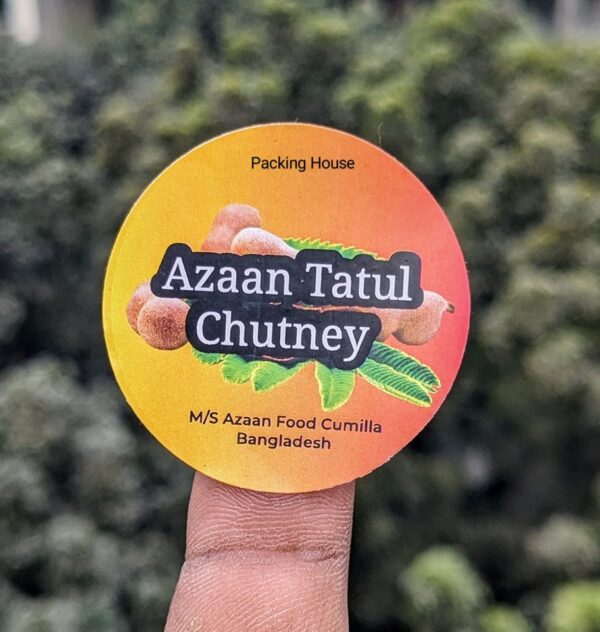 Packing House
Azaan Tatul
Chutney
M/S Azaan Food Cumilla
Bangladesh